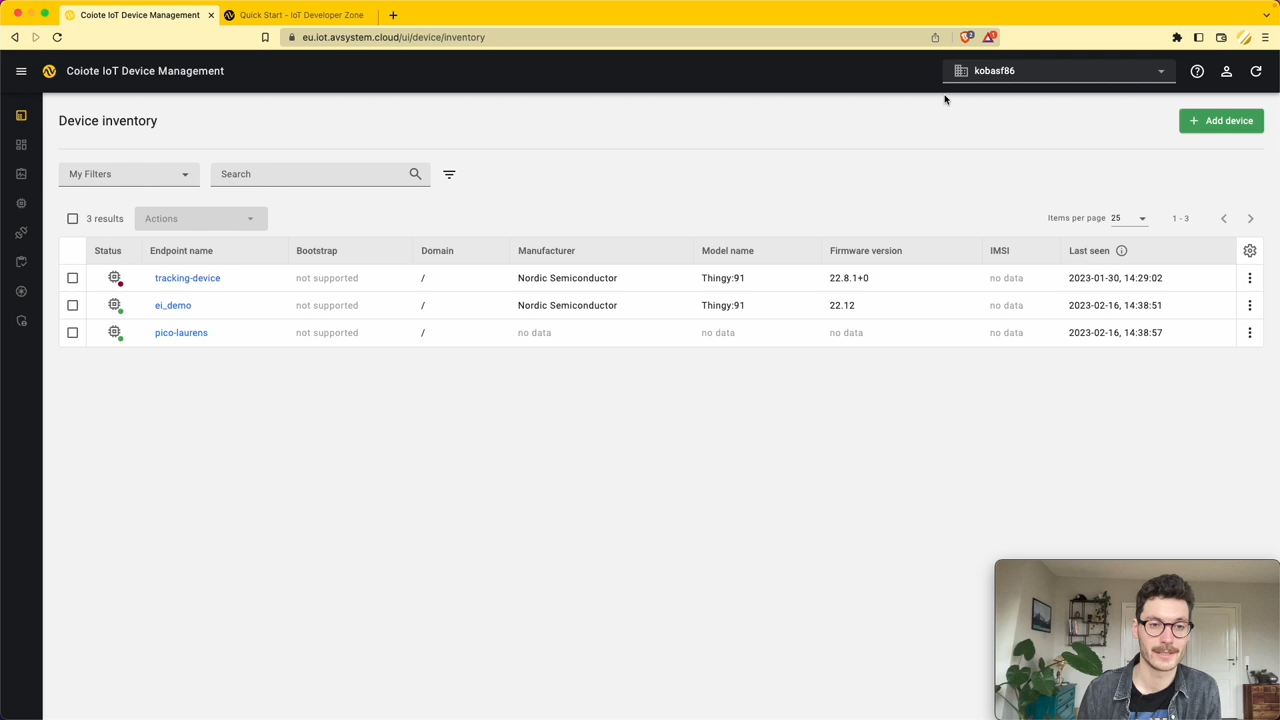 Coiote IoT Device Management
Quick Start - IoT Developer Zone
eu.iot.avsystem.cloud/ui/device/inventory
2
1
Coiote IoT Device Management
kobasf86
Device inventory
Add device
My Filters
Search
3 results
Actions
Items per page 25
1 - 3
Status Endpoint name Bootstrap Domain Manufacturer Model name Firmware version IMSI Last seen
tracking-device not supported / Nordic Semiconductor Thingy:91 22.8.1+0 no data 2023-01-30, 14:29:02
ei_demo not supported / Nordic Semiconductor Thingy:91 22.12 no data 2023-02-16, 14:38:51
pico-laurens not supported / no data no data no data no data 2023-02-16, 14:38:57